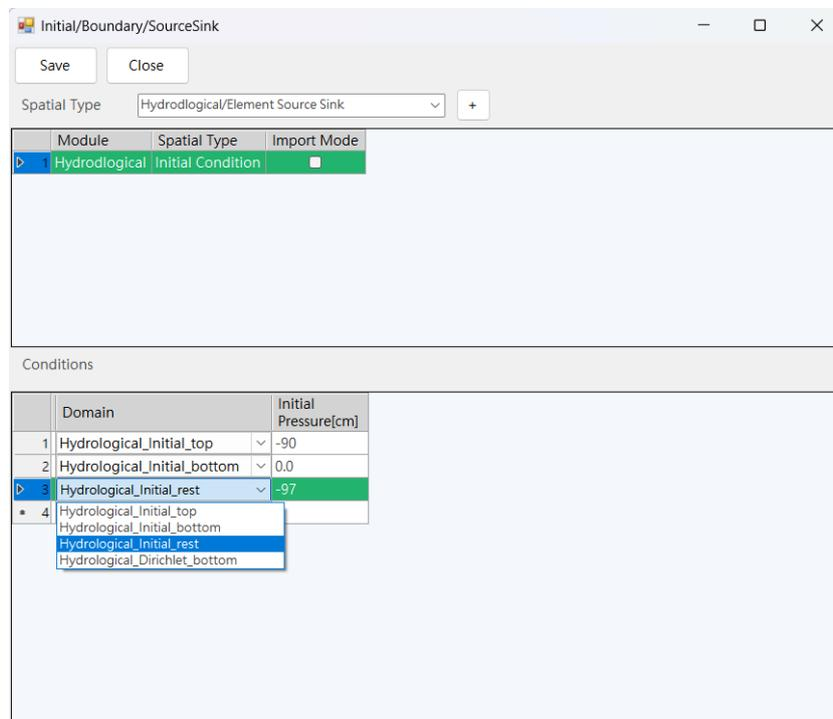 Initial/Boundary/SourceSink
Save Close
Spatial Type Hydrodlogical/Element Source Sink +
Module Spatial Type Import Mode
1 Hydrodlogical Initial Condition
Conditions
Domain Initial
Pressure[cm]
1 Hydrological_Initial_top -90
2 Hydrological_Initial_bottom 0.0
3 Hydrological_Initial_rest -97
4
Hydrological_Initial_top
Hydrological_Initial_bottom
Hydrological_Initial_rest
Hydrological_Dirichlet_bottom